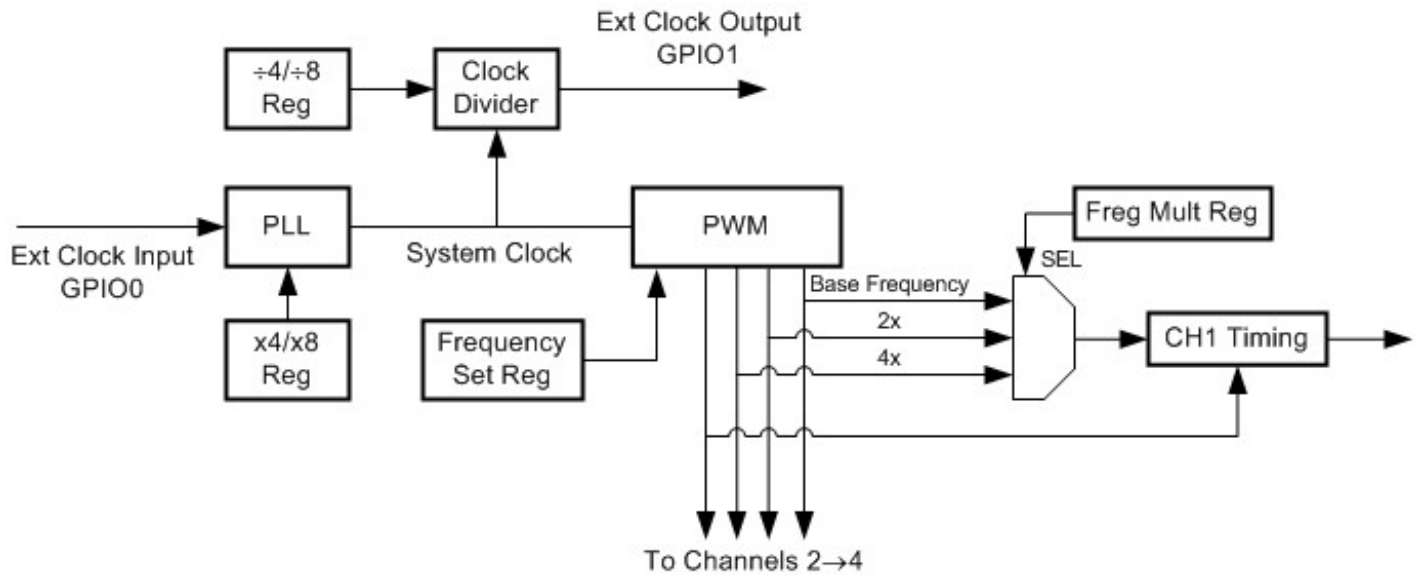 Ext Clock Output
GPIO1
÷4/÷8
Reg
Clock
Divider
PLL
PWM
Freg Mult Reg
Ext Clock Input
GPIO0
System Clock
SEL
Base Frequency
2x
4x
x4/x8
Reg
Frequency
Set Reg
CH1 Timing
To Channels 2→4